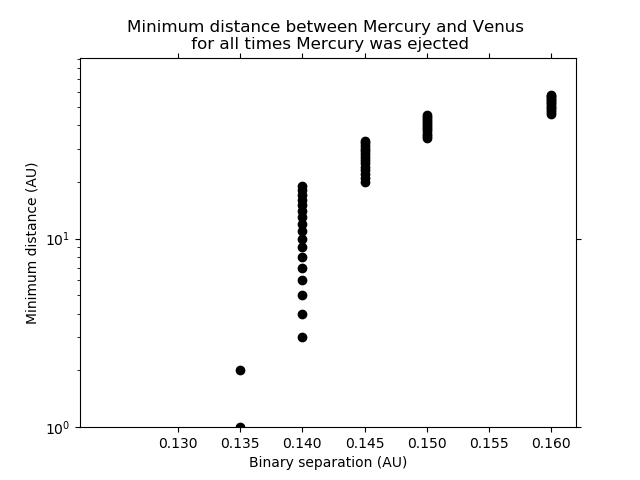 Minimum distance between Mercury and Venus
for all times Mercury was ejected
Minimum distance (AU)
10¹
10⁰
0.130 0.135 0.140 0.145 0.150 0.155 0.160
Binary separation (AU)